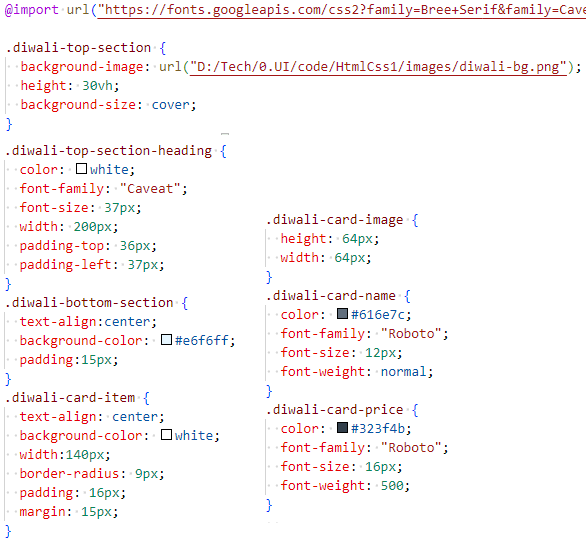 @import url("https://fonts.googleapis.com/css2?family=Bree+Serif&family=Cave
.diwali-top-section {
background-image: url("D:/Tech/0.UI/code/HtmlCss1/images/diwali-bg.png");
height: 30vh;
background-size: cover;
}
.diwali-top-section-heading {
color: white;
font-family: "Caveat";
font-size: 37px;
width: 200px;
padding-top: 36px;
padding-left: 37px;
}
.diwali-bottom-section {
text-align:center;
background-color: #e6f6ff;
padding:15px;
}
.diwali-card-item {
text-align: center;
background-color: white;
width:140px;
border-radius: 9px;
padding: 16px;
margin: 15px;
}
.diwali-card-image {
height: 64px;
width: 64px;
}
.diwali-card-name {
color: #616e7c;
font-family: "Roboto";
font-size: 12px;
font-weight: normal;
}
.diwali-card-price {
color: #323f4b;
font-family: "Roboto";
font-size: 16px;
font-weight: 500;
}